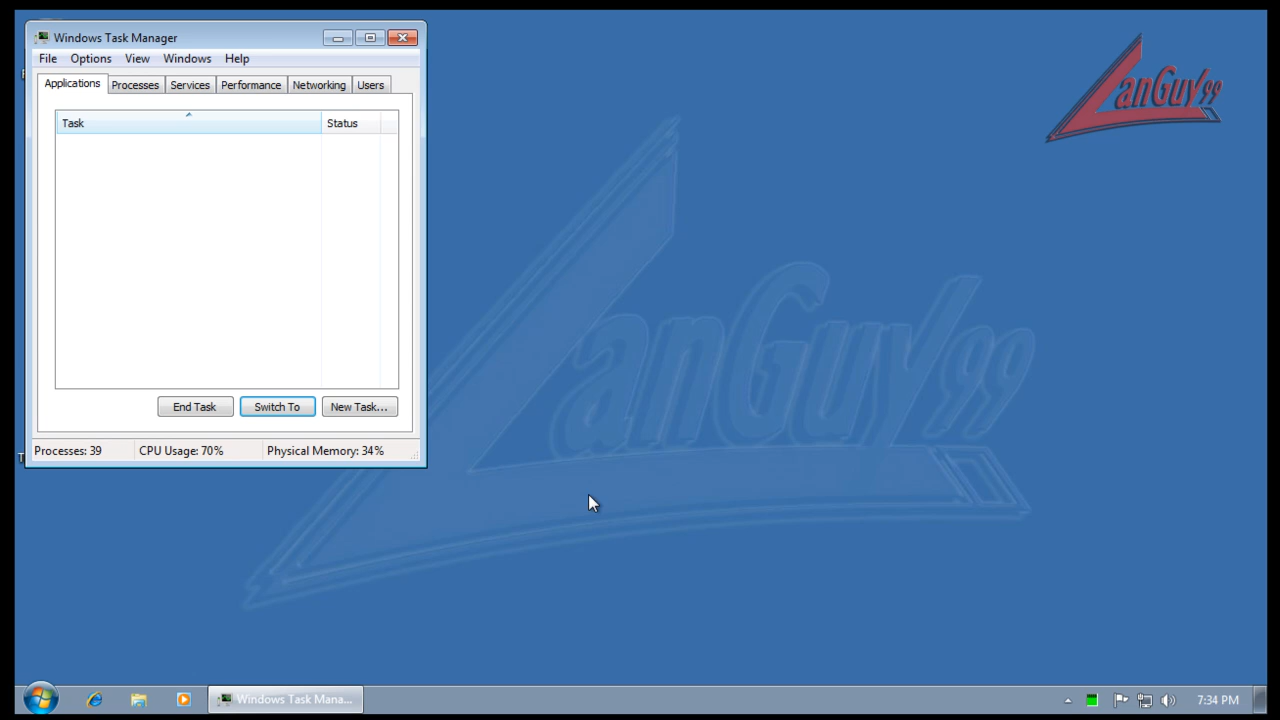 Windows Task Manager
File Options View Windows Help
Applications Processes Services Performance Networking Users
Task Status
End Task Switch To New Task...
Processes: 39 CPU Usage: 70% Physical Memory: 34%
LanGuy99
LanGuy99
Windows Task Mana...
7:34 PM